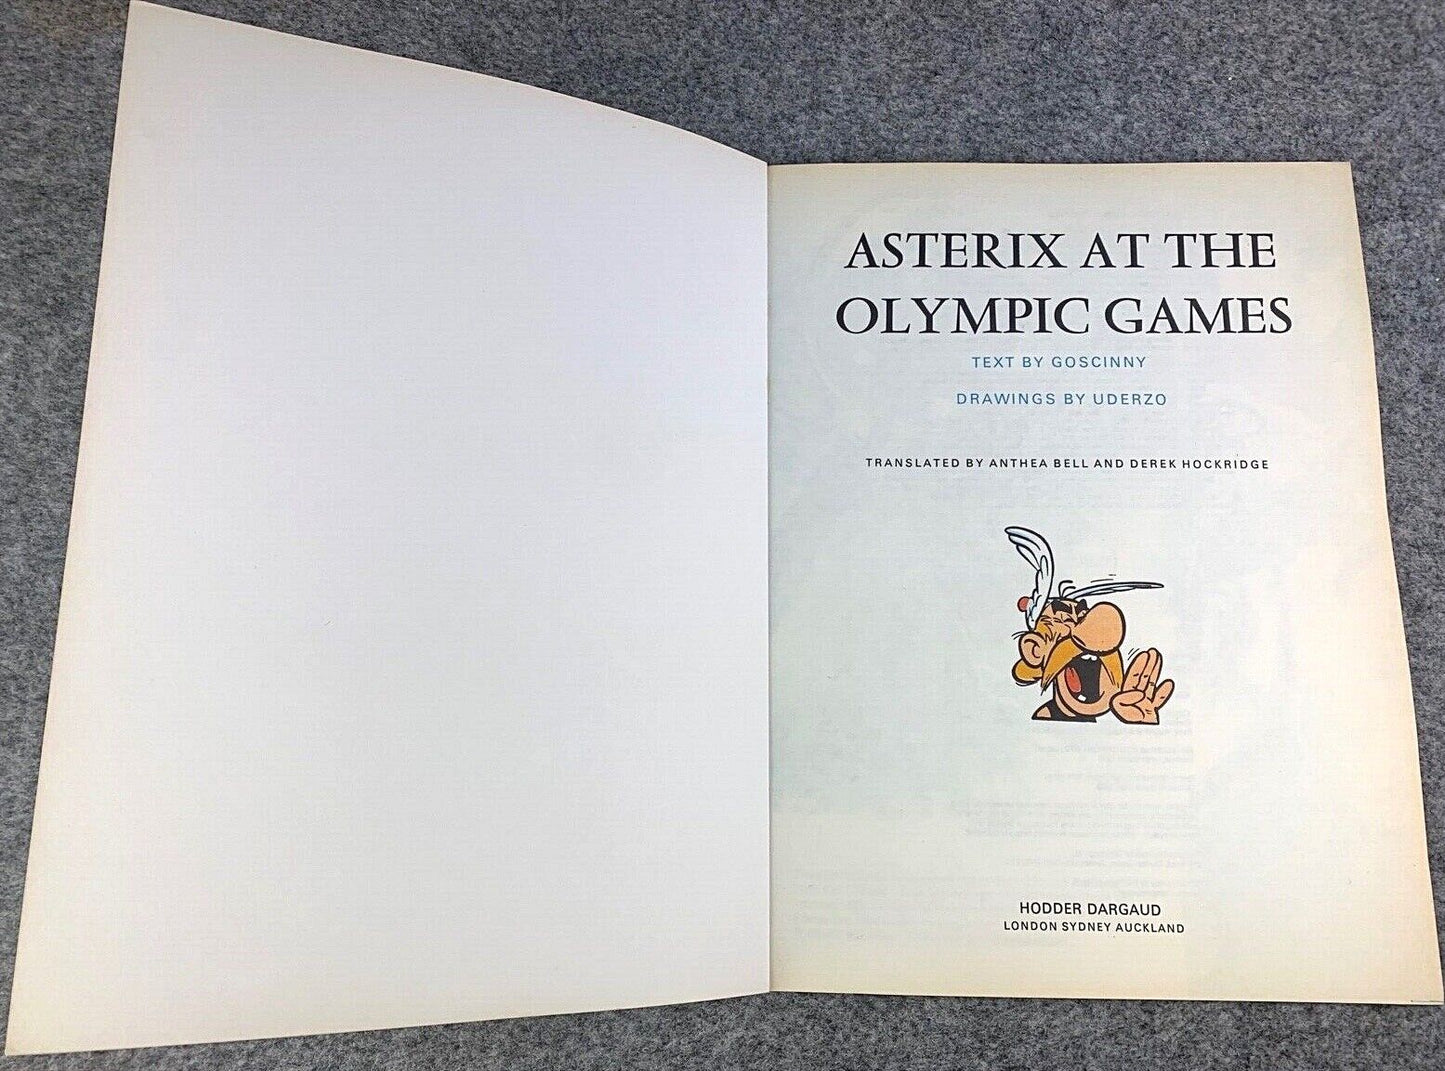 ASTERIX AT THE
OLYMPIC GAMES
TEXT BY GOSCINNY
DRAWINGS BY UDERZO
TRANSLATED BY ANTHEA BELL AND DEREK HOCKRIDGE
HODDER DARGAUD
LONDON SYDNEY AUCKLAND